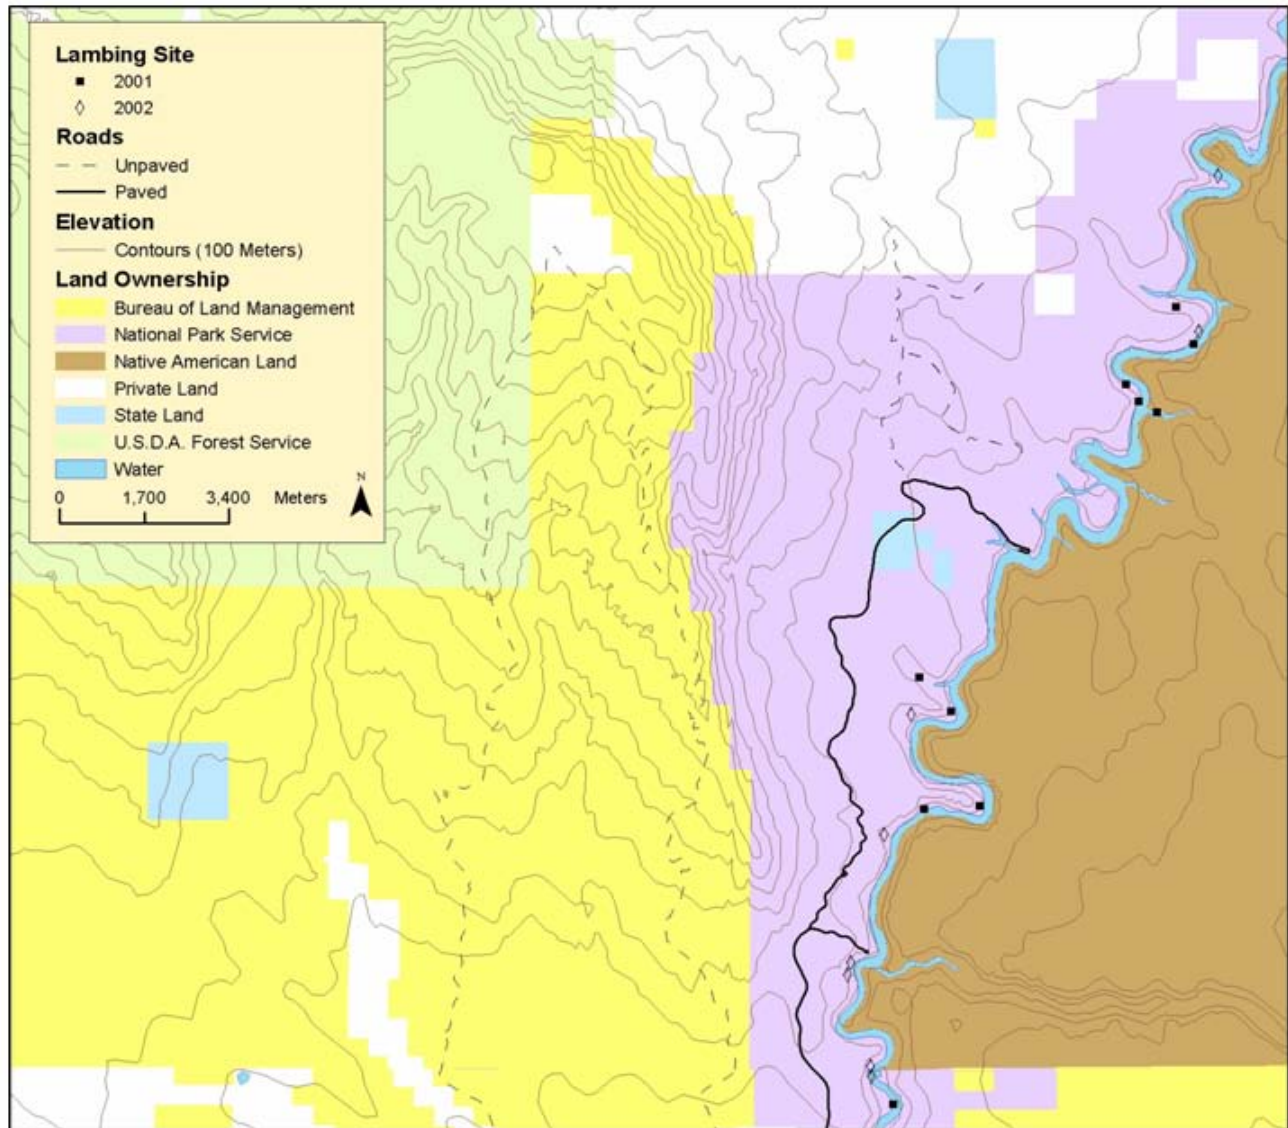 Lambing Site
2001
2002
Roads
Unpaved
Paved
Elevation
Contours (100 Meters)
Land Ownership
Bureau of Land Management
National Park Service
Native American Land
Private Land
State Land
U.S.D.A. Forest Service
Water
N
0 1,700 3,400 Meters